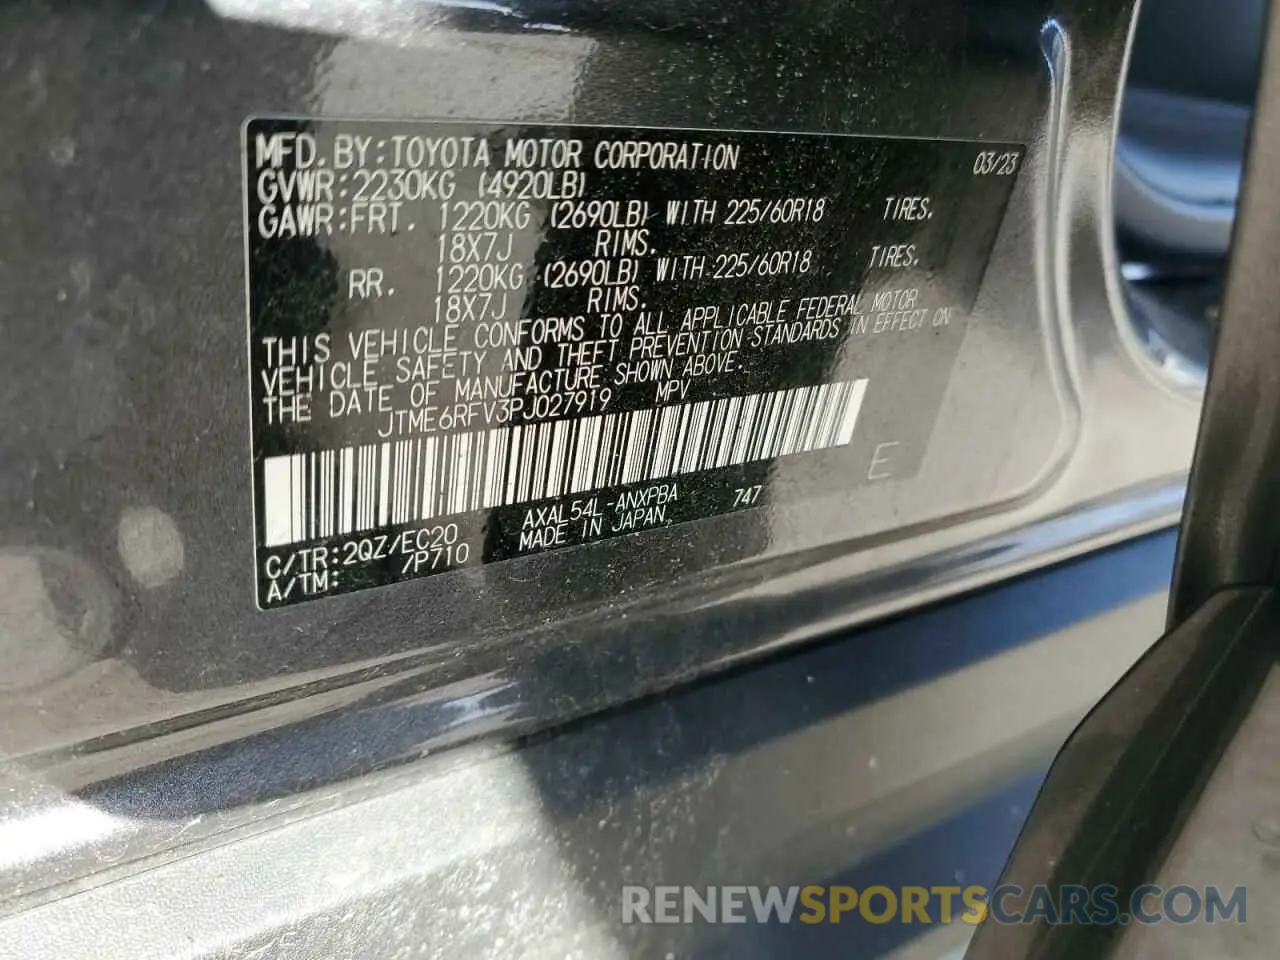 MFD. BY: TOYOTA MOTOR CORPORATION 03/23
GVWR: 2230KG (4920LB)
GAWR: FRT. 1220KG (2690LB) WITH 225/60R18 TIRES.
18X7J RIMS.
RR. 1220KG (2690LB) WITH 225/60R18 TIRES.
18X7J RIMS.
THIS VEHICLE CONFORMS TO ALL APPLICABLE FEDERAL MOTOR
VEHICLE SAFETY AND THEFT PREVENTION STANDARDS IN EFFECT ON
THE DATE OF MANUFACTURE SHOWN ABOVE.
JTME6RFV3PJ027919 MPV
E
C/TR: 2QZ/EC20 AXAL54L-ANXPBA 747
A/TM: /P710 MADE IN JAPAN
RENEWSPORTSCARS.COM